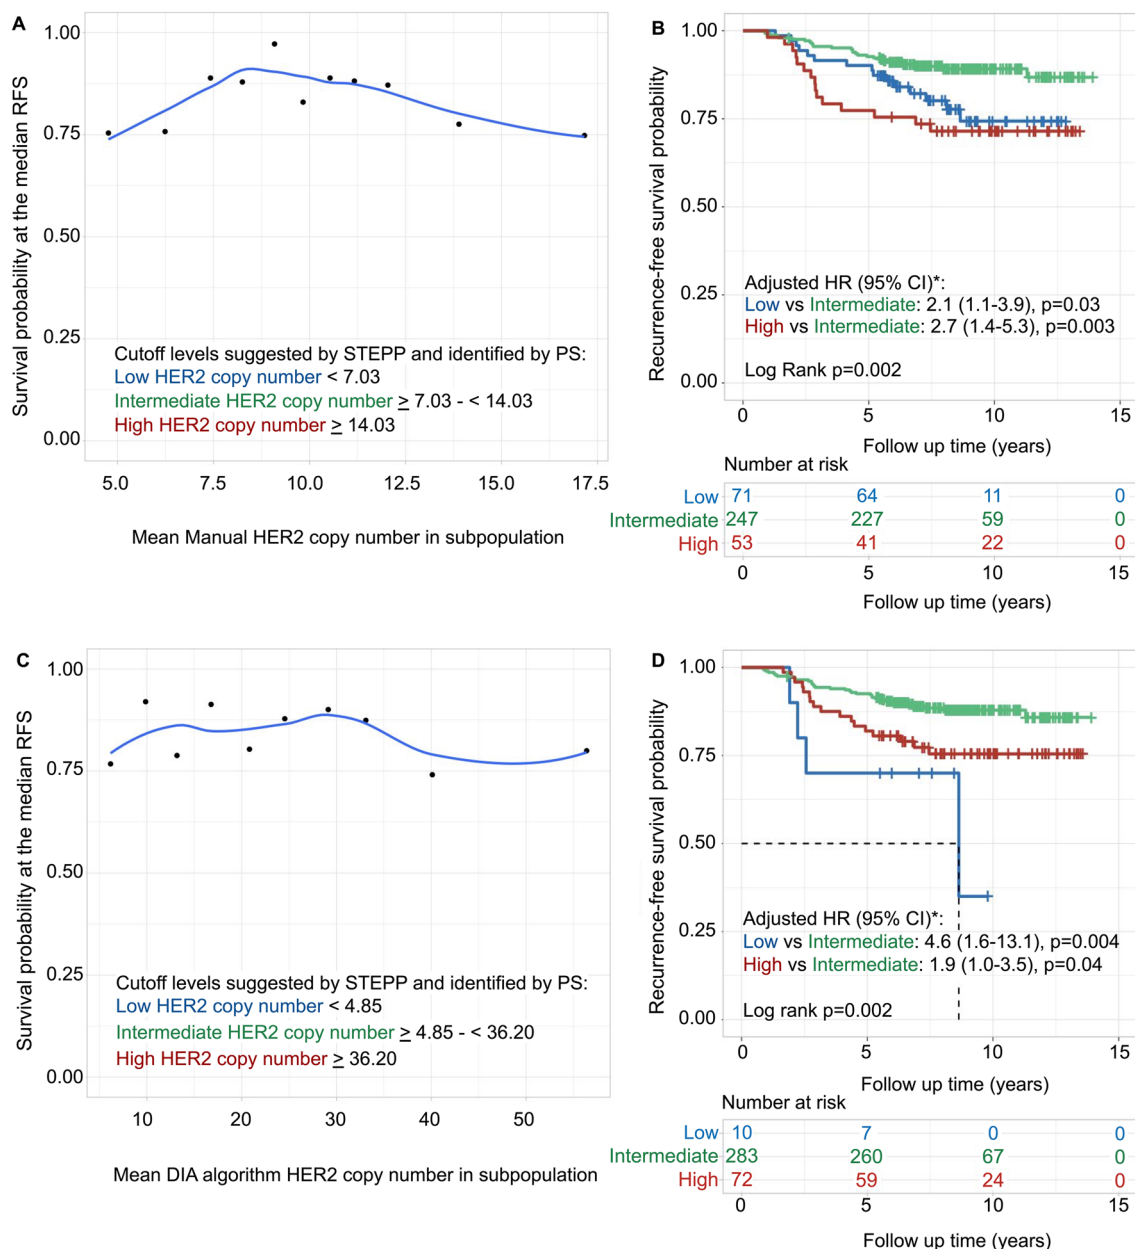 A
1.00
0.75
0.50
0.25
0.00
Survival probability at the median RFS
Cutoff levels suggested by STEPP and identified by PS:
Low HER2 copy number < 7.03
Intermediate HER2 copy number ≥ 7.03 - < 14.03
High HER2 copy number ≥ 14.03
5.0 7.5 10.0 12.5 15.0 17.5
Mean Manual HER2 copy number in subpopulation
B
1.00
0.75
0.50
0.25
0.00
Recurrence-free survival probability
Adjusted HR (95% CI)*:
Low vs Intermediate: 2.1 (1.1-3.9), p=0.03
High vs Intermediate: 2.7 (1.4-5.3), p=0.003
Log Rank p=0.002
0 5 10 15
Follow up time (years)
Number at risk
Low 71 64 11 0
Intermediate 247 227 59 0
High 53 41 22 0
0 5 10 15
Follow up time (years)
C
1.00
0.75
0.50
0.25
0.00
Survival probability at the median RFS
Cutoff levels suggested by STEPP and identified by PS:
Low HER2 copy number < 4.85
Intermediate HER2 copy number ≥ 4.85 - < 36.20
High HER2 copy number ≥ 36.20
10 20 30 40 50
Mean DIA algorithm HER2 copy number in subpopulation
D
1.00
0.75
0.50
0.25
0.00
Recurrence-free survival probability
Adjusted HR (95% CI)*:
Low vs Intermediate: 4.6 (1.6-13.1), p=0.004
High vs Intermediate: 1.9 (1.0-3.5), p=0.04
Log rank p=0.002
0 5 10 15
Follow up time (years)
Number at risk
Low 10 7 0 0
Intermediate 283 260 67 0
High 72 59 24 0
0 5 10 15
Follow up time (years)